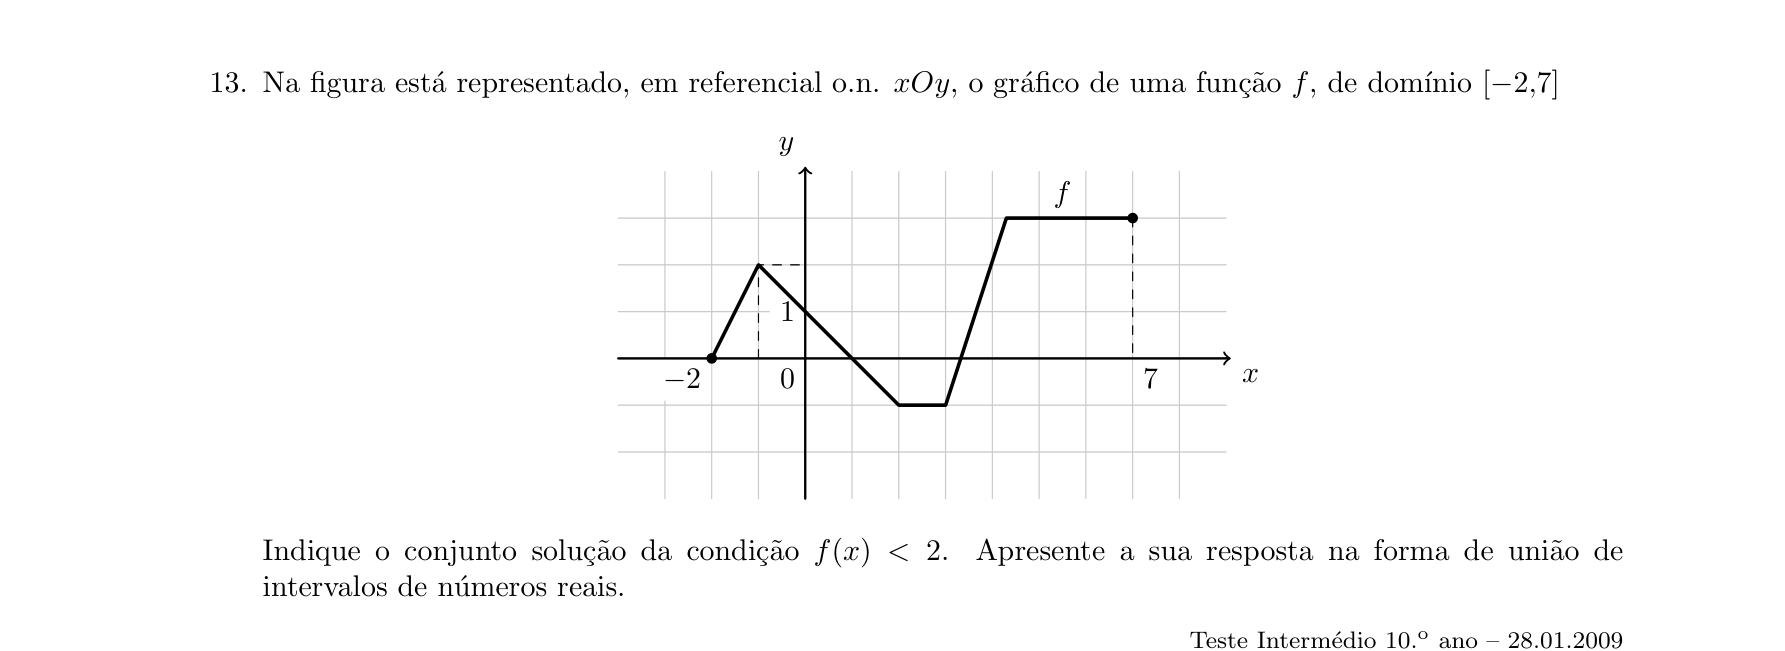 13. Na figura está representado, em referencial o.n. xOy, o gráfico de uma função f, de domínio [−2,7]
y
f
1
−2
0
7
x
Indique o conjunto solução da condição f(x) < 2. Apresente a sua resposta na forma de união de
intervalos de números reais.
Teste Intermédio 10.º ano – 28.01.2009